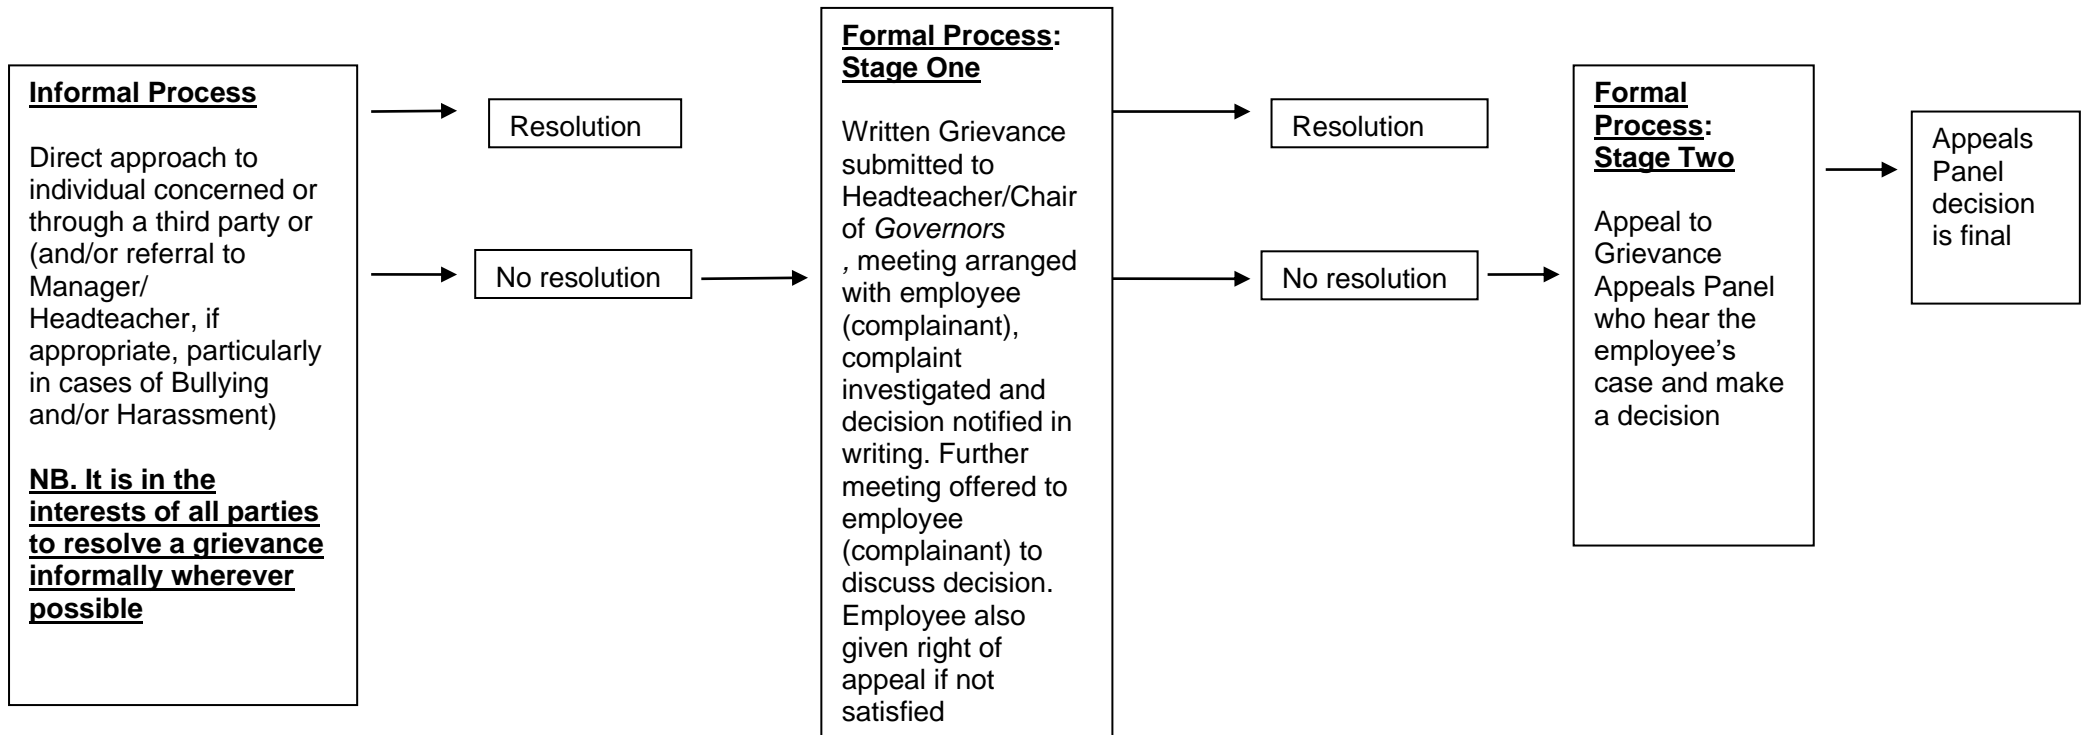 Informal Process
Direct approach to
individual concerned or
through a third party or
(and/or referral to
Manager/
Headteacher, if
appropriate, particularly
in cases of Bullying
and/or Harassment)
NB. It is in the
interests of all parties
to resolve a grievance
informally wherever
possible
Resolution
No resolution
Formal Process:
Stage One
Written Grievance
submitted to
Headteacher/Chair
of Governors
, meeting arranged
with employee
(complainant),
complaint
investigated and
decision notified in
writing. Further
meeting offered to
employee
(complainant) to
discuss decision.
Employee also
given right of
appeal if not
satisfied
Resolution
No resolution
Formal
Process:
Stage Two
Appeal to
Grievance
Appeals Panel
who hear the
employee’s
case and make
a decision
Appeals
Panel
decision
is final